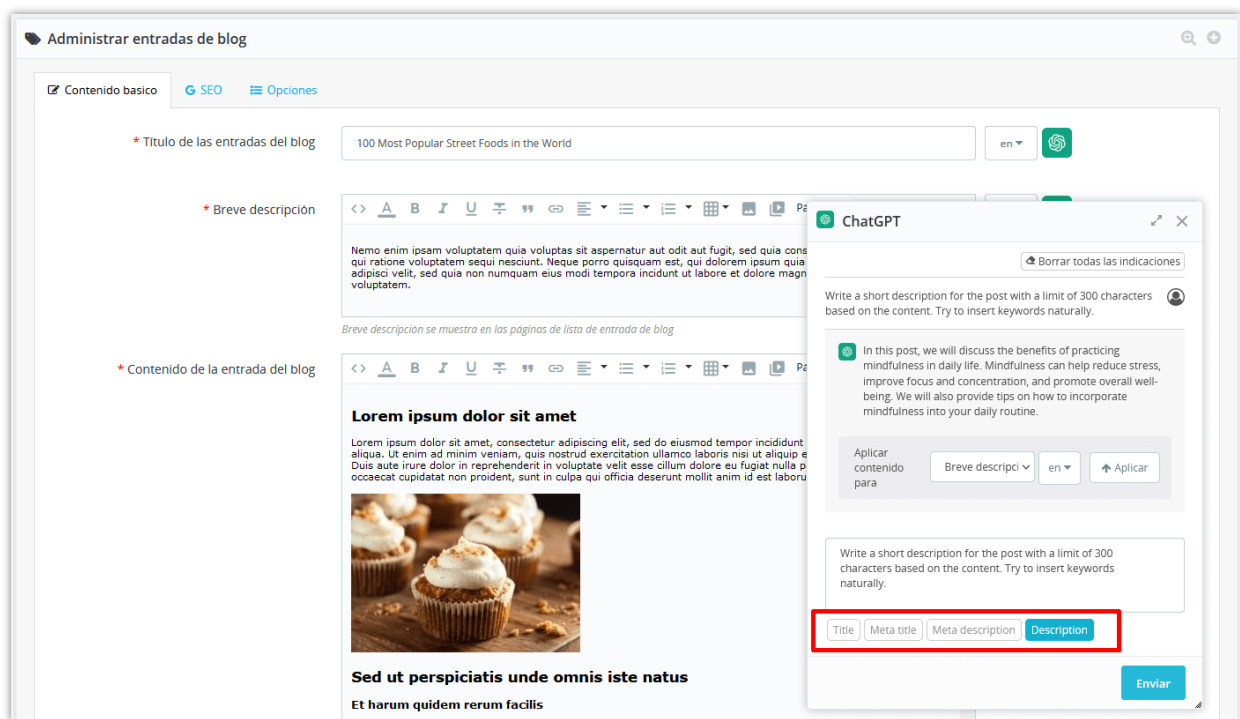 Administrar entradas de blog
Contenido basico
SEO
Opciones
* Título de las entradas del blog
100 Most Popular Street Foods in the World
en
* Breve descripción
Nemo enim ipsam voluptatem quia voluptas sit aspernatur aut odit aut fugit, sed quia cons
qui ratione voluptatem sequi nesciunt. Neque porro quisquam est, qui dolorem ipsum quia
adipisci velit, sed quia non numquam eius modi tempora incidunt ut labore et dolore magn
voluptatem.
Breve descripción se muestra en las páginas de lista de entrada de blog
* Contenido de la entrada del blog
Lorem ipsum dolor sit amet
Lorem ipsum dolor sit amet, consectetur adipiscing elit, sed do eiusmod tempor incididunt
aliqua. Ut enim ad minim veniam, quis nostrud exercitation ullamco laboris nisi ut aliquip e
Duis aute irure dolor in reprehenderit in voluptate velit esse cillum dolore eu fugiat nulla p
occaecat cupidatat non proident, sunt in culpa qui officia deserunt mollit anim id est laboru
Sed ut perspiciatis unde omnis iste natus
Et harum quidem rerum facilis
ChatGPT
Borrar todas las indicaciones
Write a short description for the post with a limit of 300 characters
based on the content. Try to insert keywords naturally.
In this post, we will discuss the benefits of practicing
mindfulness in daily life. Mindfulness can help reduce stress,
improve focus and concentration, and promote overall well-
being. We will also provide tips on how to incorporate
mindfulness into your daily routine.
Aplicar
contenido
para
Breve descripci
en
Aplicar
Write a short description for the post with a limit of 300
characters based on the content. Try to insert keywords
naturally.
Title
Meta title
Meta description
Description
Enviar